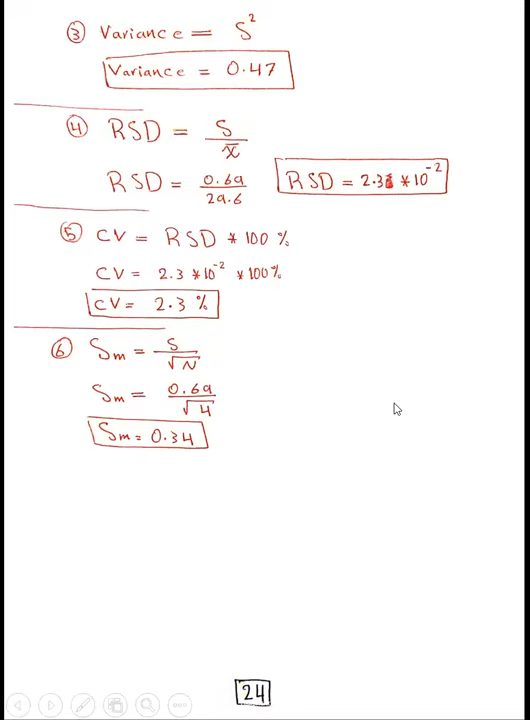 ③ Variance = S²
Variance = 0.47
④ RSD = S / x̄
RSD = 0.69 / 29.6
RSD = 2.3 * 10⁻²
⑤ CV = RSD * 100 %
CV = 2.3 * 10⁻² * 100%
CV = 2.3 %
⑥ Sm = S / √N
Sm = 0.69 / √4
Sm = 0.34
24